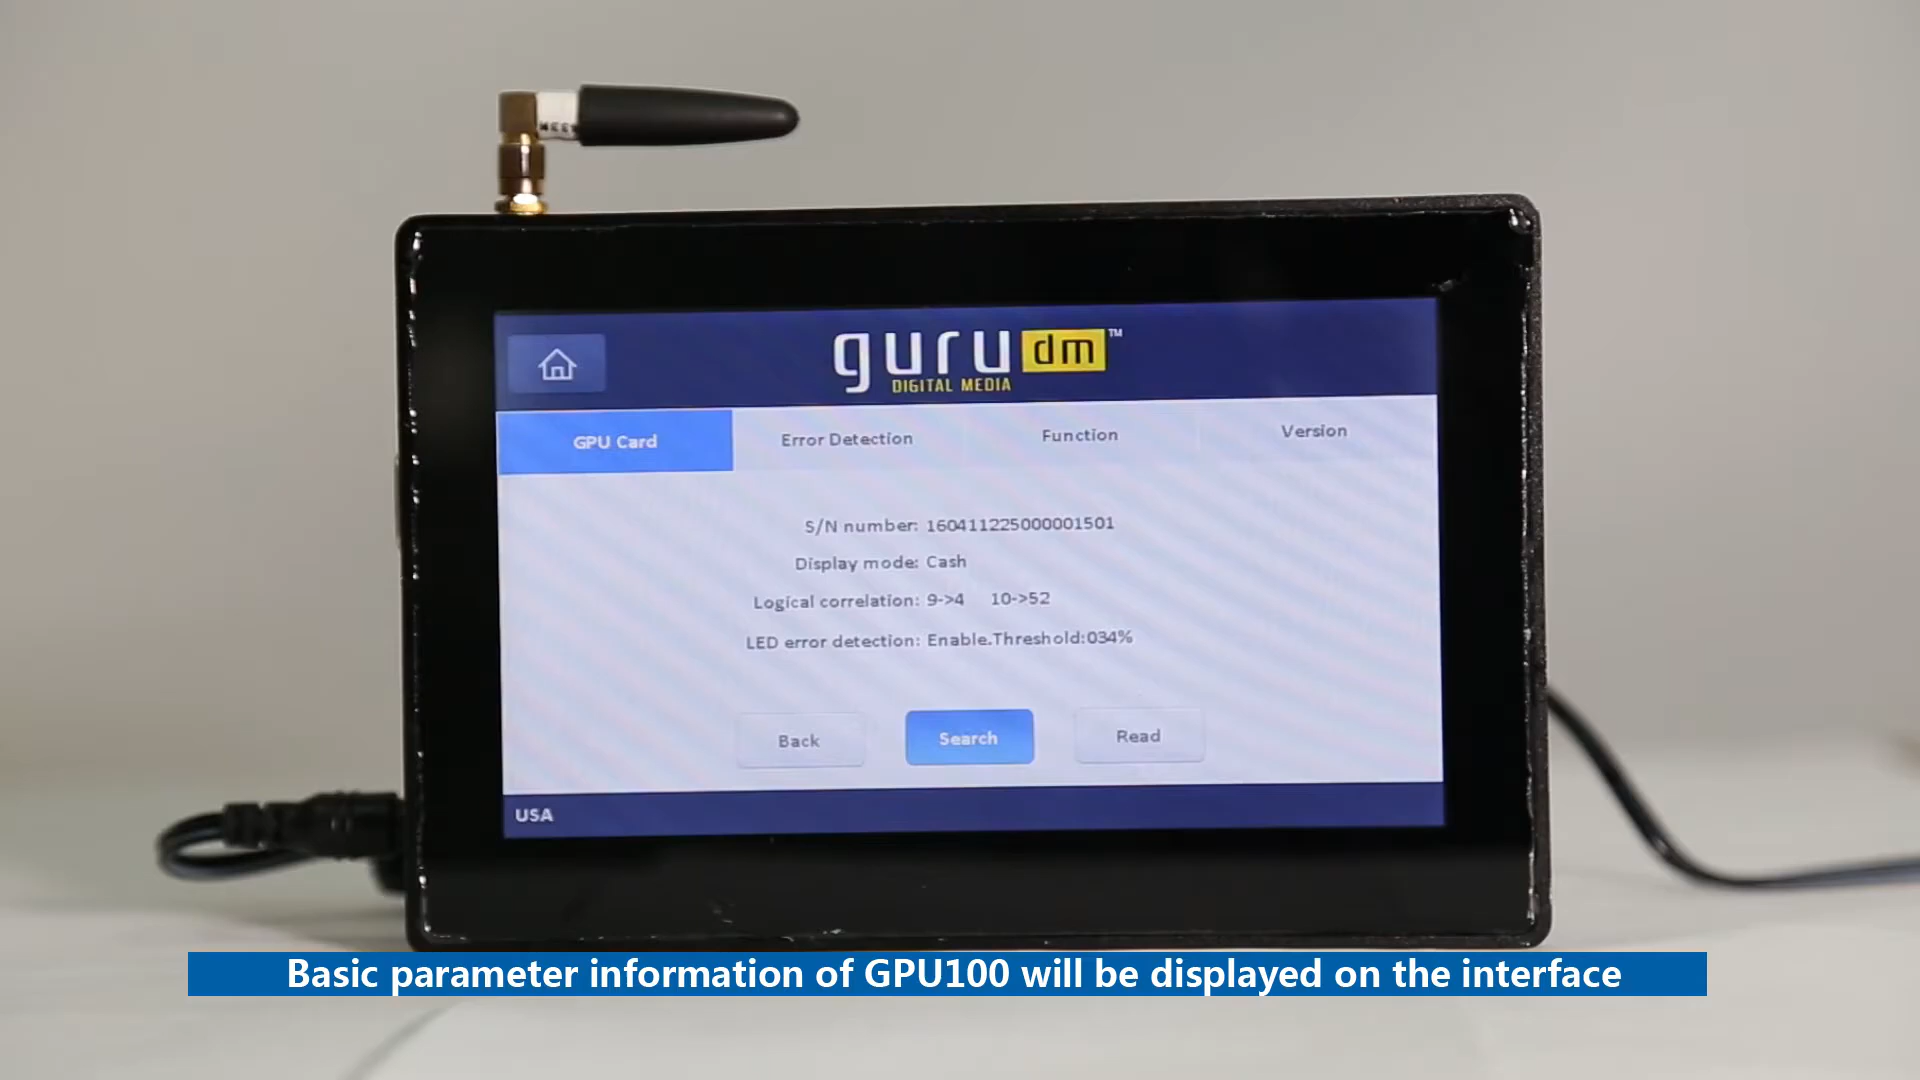 guru dm™
DIGITAL MEDIA
GPU Card Error Detection Function Version
S/N number: 160411225000001501
Display mode: Cash
Logical correlation: 9->4 10->52
LED error detection: Enable.Threshold:034%
Back Search Read
USA
Basic parameter information of GPU100 will be displayed on the interface